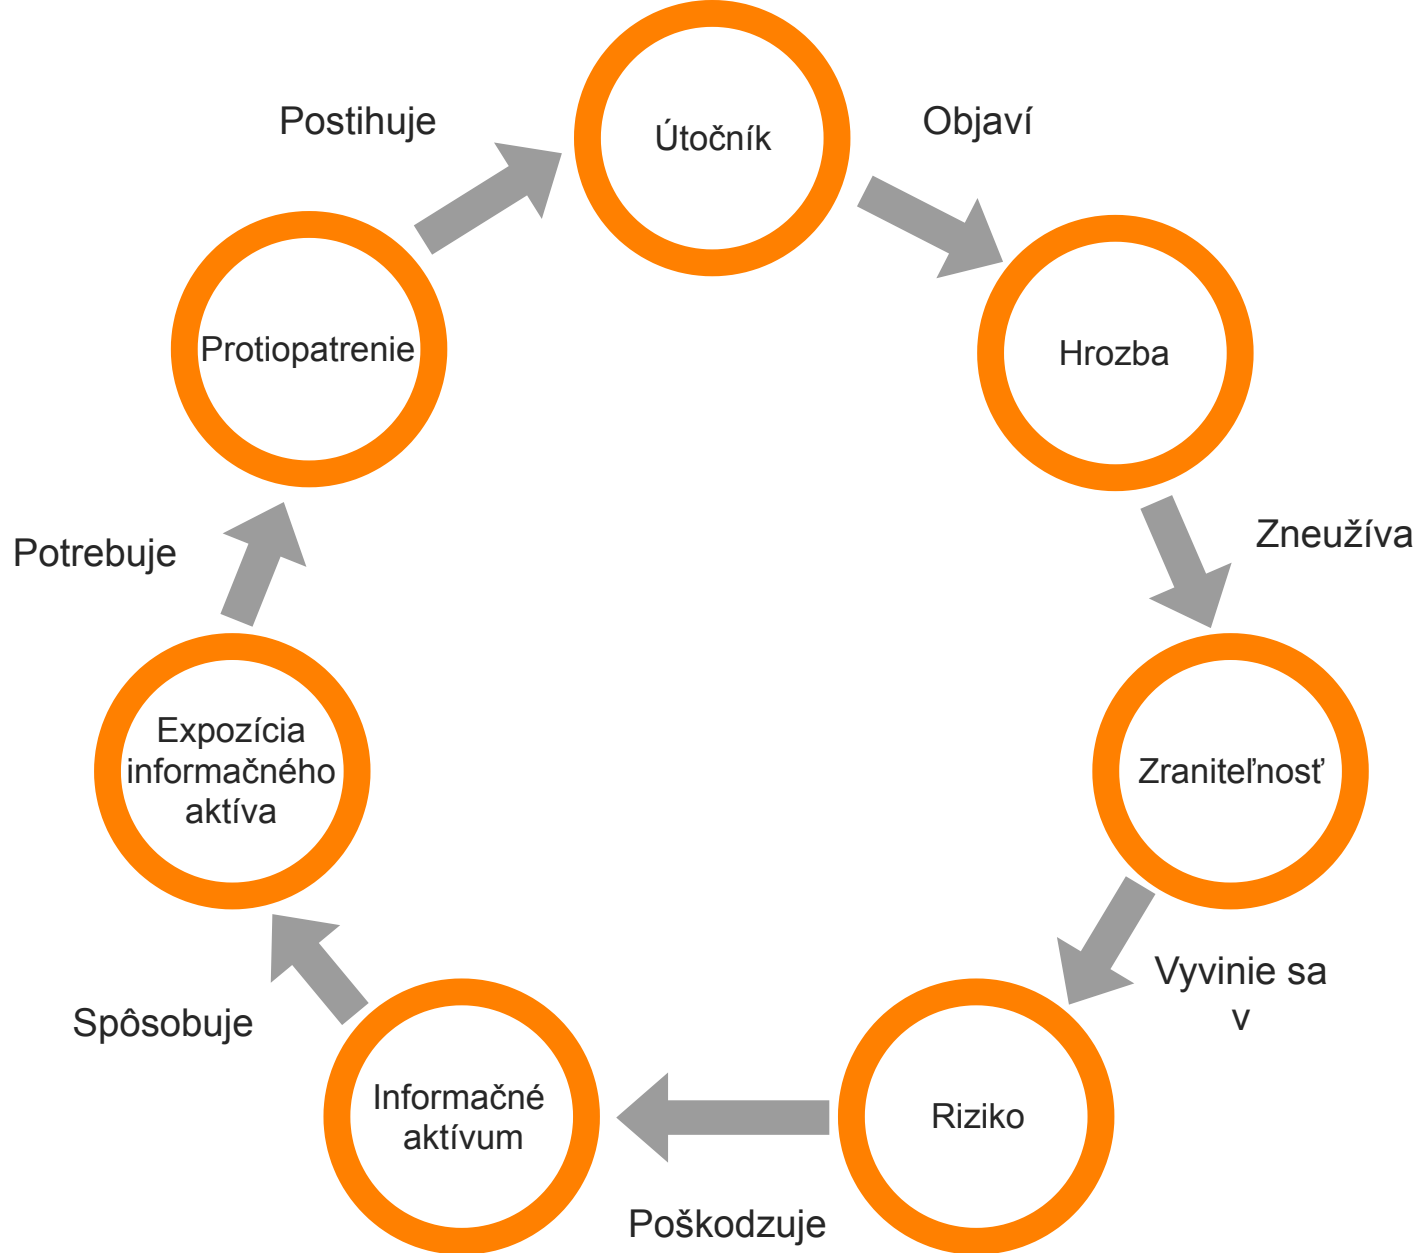 Útočník
Objaví
Hrozba
Zneužíva
Zraniteľnosť
Vyvinie sa
v
Riziko
Poškodzuje
Informačné
aktívum
Spôsobuje
Expozícia
informačného
aktíva
Potrebuje
Protiopatrenie
Postihuje